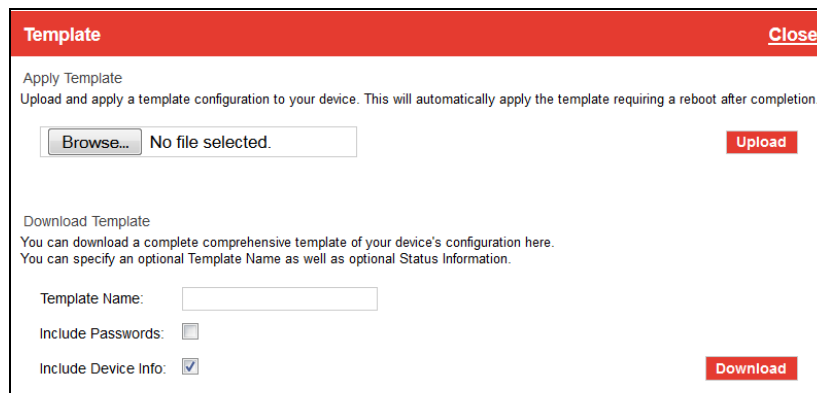 Template
Close
Apply Template
Upload and apply a template configuration to your device. This will automatically apply the template requiring a reboot after completion.
Browse... No file selected.
Upload
Download Template
You can download a complete comprehensive template of your device's configuration here.
You can specify an optional Template Name as well as optional Status Information.
Template Name:
Include Passwords:
Include Device Info:
Download